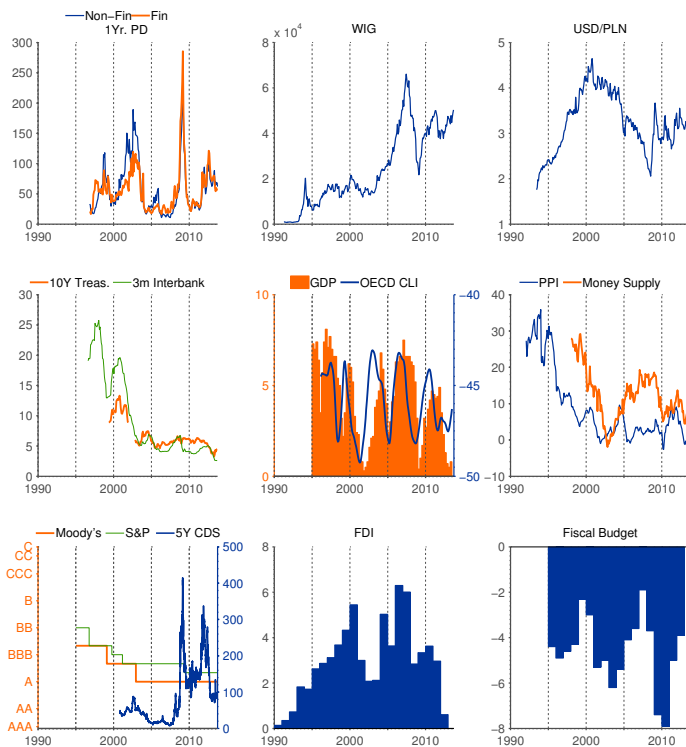 Non−Fin Fin
1Yr. PD
300
250
200
150
100
50
0
1990 2000 2010
WIG
x 10⁴
8
6
4
2
0
1990 2000 2010
USD/PLN
5
4
3
2
1
1990 2000 2010
10Y Treas. 3m Interbank
30
25
20
15
10
5
0
1990 2000 2010
GDP OECD CLI
10 −40
5 −45
0 −50
1990 2000 2010
PPI Money Supply
40
30
20
10
0
−10
1990 2000 2010
Moody's S&P 5Y CDS
C 500
CC
CCC 400
B 300
BB
BBB 200
A 100
AA
AAA 0
1990 2000 2010
FDI
8
6
4
2
0
1990 2000 2010
Fiscal Budget
0
−2
−4
−6
−8
1990 2000 2010